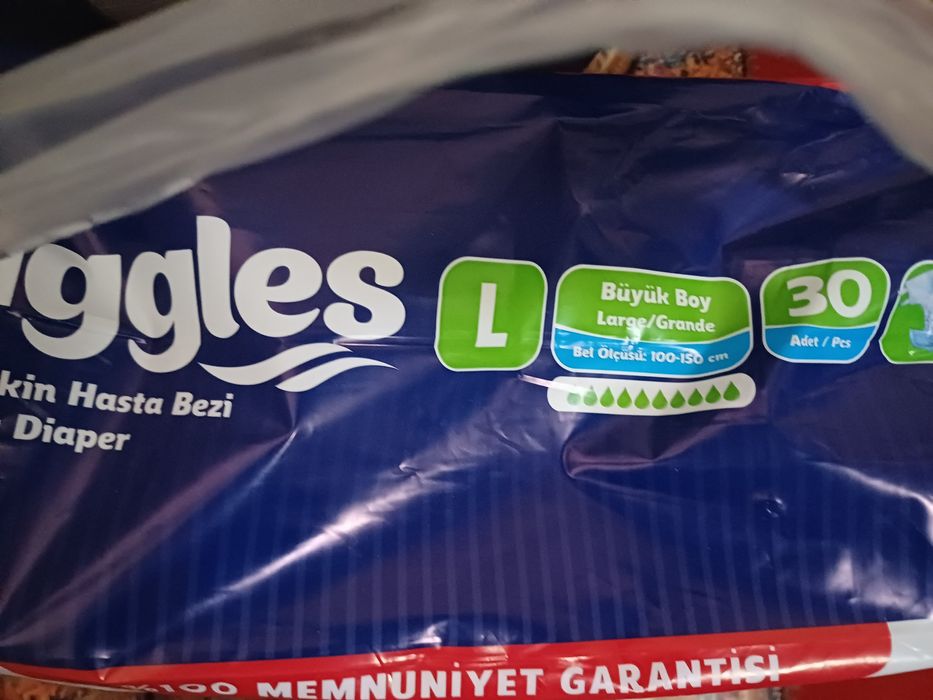 ggles
L
Büyük Boy
Large/Grande
Bel Ölçüsü: 100-150 cm
30
Adet / Pcs
kin Hasta Bezi
Diaper
%100 MEMNUNİYET GARANTİSİ